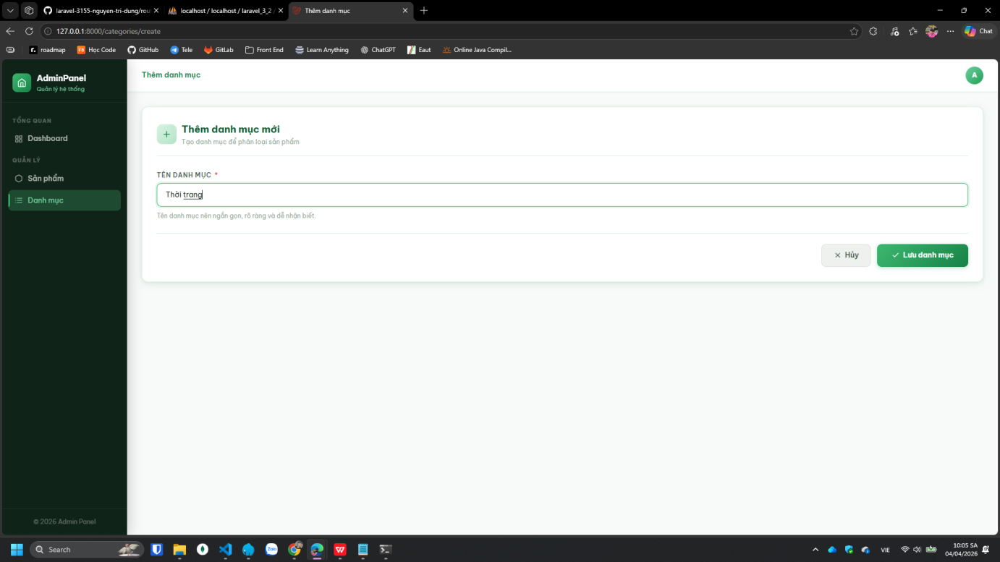 laravel-3155-nguyen-tri-dung/rou
localhost / localhost / laravel_3_2
Thêm danh mục
127.0.0.1:8000/categories/create
Chat
r. roadmap
F8 Học Code
GitHub
Tele
GitLab
Front End
Learn Anything
ChatGPT
Eaut
Online Java Compil...
AdminPanel
Quản lý hệ thống
Thêm danh mục
A
TỔNG QUAN
Dashboard
QUẢN LÝ
Sản phẩm
Danh mục
Thêm danh mục mới
Tạo danh mục để phân loại sản phẩm
TÊN DANH MỤC *
Thời trang
Tên danh mục nên ngắn gọn, rõ ràng và dễ nhận biết.
Hủy
Lưu danh mục
© 2026 Admin Panel
Search
Zalo
W
VIE
10:05 SA
04/04/2026